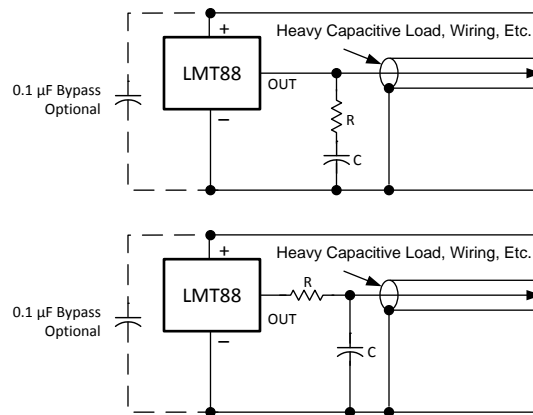 Heavy Capacitive Load, Wiring, Etc.
+
LMT88
OUT
0.1 µF Bypass
Optional
R
−
C
Heavy Capacitive Load, Wiring, Etc.
+
R
LMT88
OUT
0.1 µF Bypass
Optional
−
C